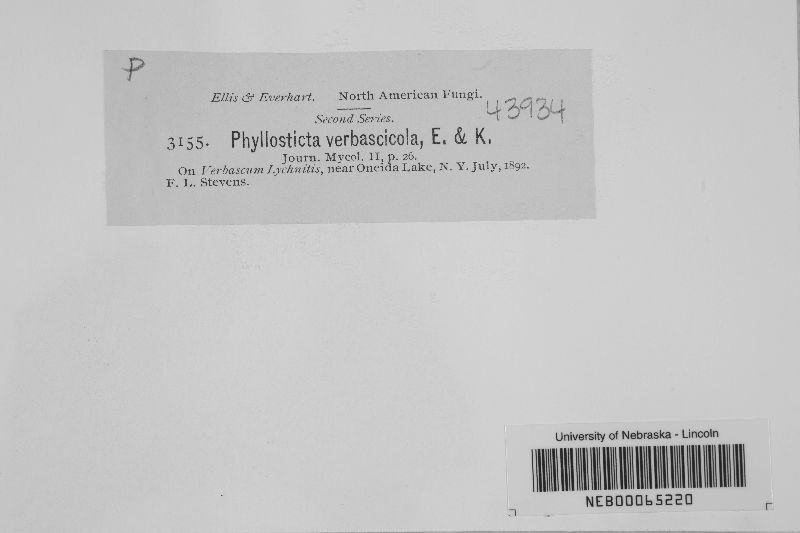 P
Ellis & Everhart. North American Fungi.
43934
Second Series.
3155. Phyllosticta verbascicola, E. & K.
Journ. Mycol. II, p. 26.
On Verbascum Lychnitis, near Oneida Lake, N. Y. July, 1892.
F. L. Stevens.
University of Nebraska - Lincoln
NEB00065220